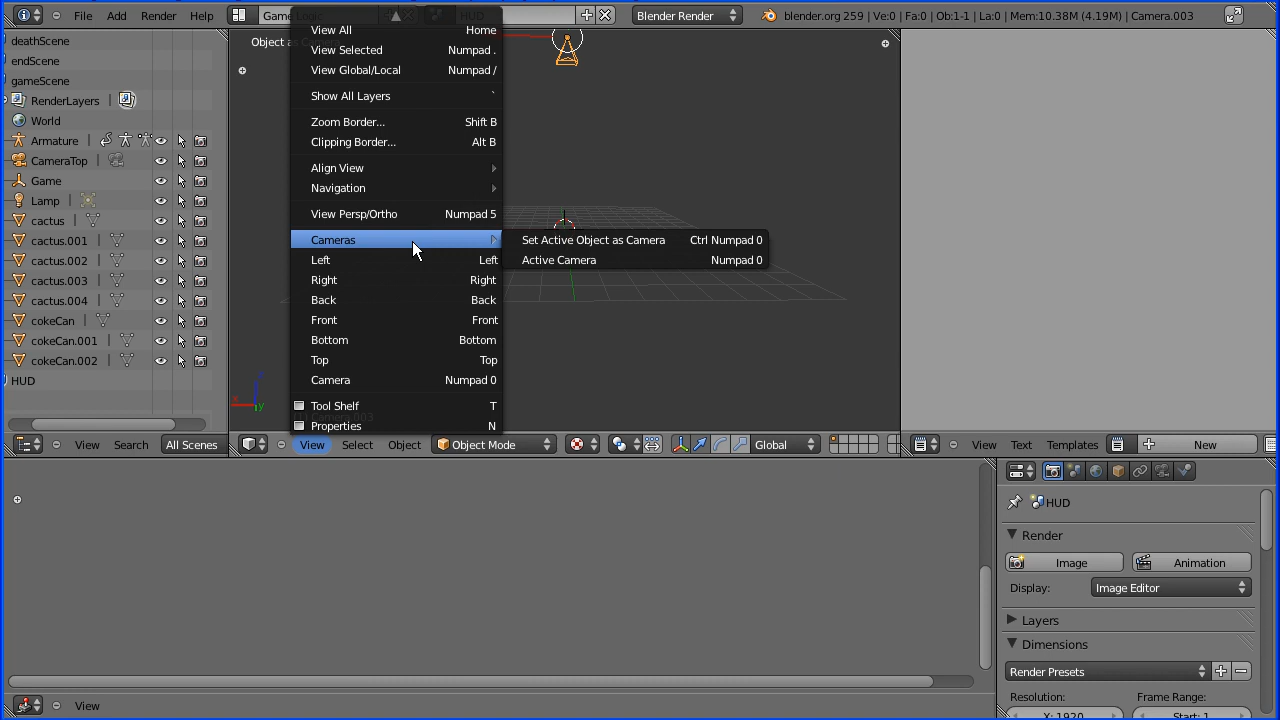 File Add Render Help Game Logic HUD Blender Render blender.org 259 | Ve:0 | Fa:0 | Ob:1-1 | La:0 | Mem:10.38M (4.19M) | Camera.003
deathScene
endScene
gameScene
RenderLayers |
World
Armature |
CameraTop |
Game
Lamp |
cactus |
cactus.001 |
cactus.002 |
cactus.003 |
cactus.004 |
cokeCan |
cokeCan.001 |
cokeCan.002 |
HUD
View Search All Scenes
Object as Camera
View All Home
View Selected Numpad .
View Global/Local Numpad /
Show All Layers `
Zoom Border... Shift B
Clipping Border... Alt B
Align View
Navigation
View Persp/Ortho Numpad 5
Cameras
Left Left
Right Right
Back Back
Front Front
Bottom Bottom
Top Top
Camera Numpad 0
Tool Shelf T
Properties N
Set Active Object as Camera Ctrl Numpad 0
Active Camera Numpad 0
x y
View Select Object Object Mode Global
View Text Templates New
HUD
Render
Image Animation
Display: Image Editor
Layers
Dimensions
Render Presets
Resolution: Frame Range:
X: 1920 Start: 1
View